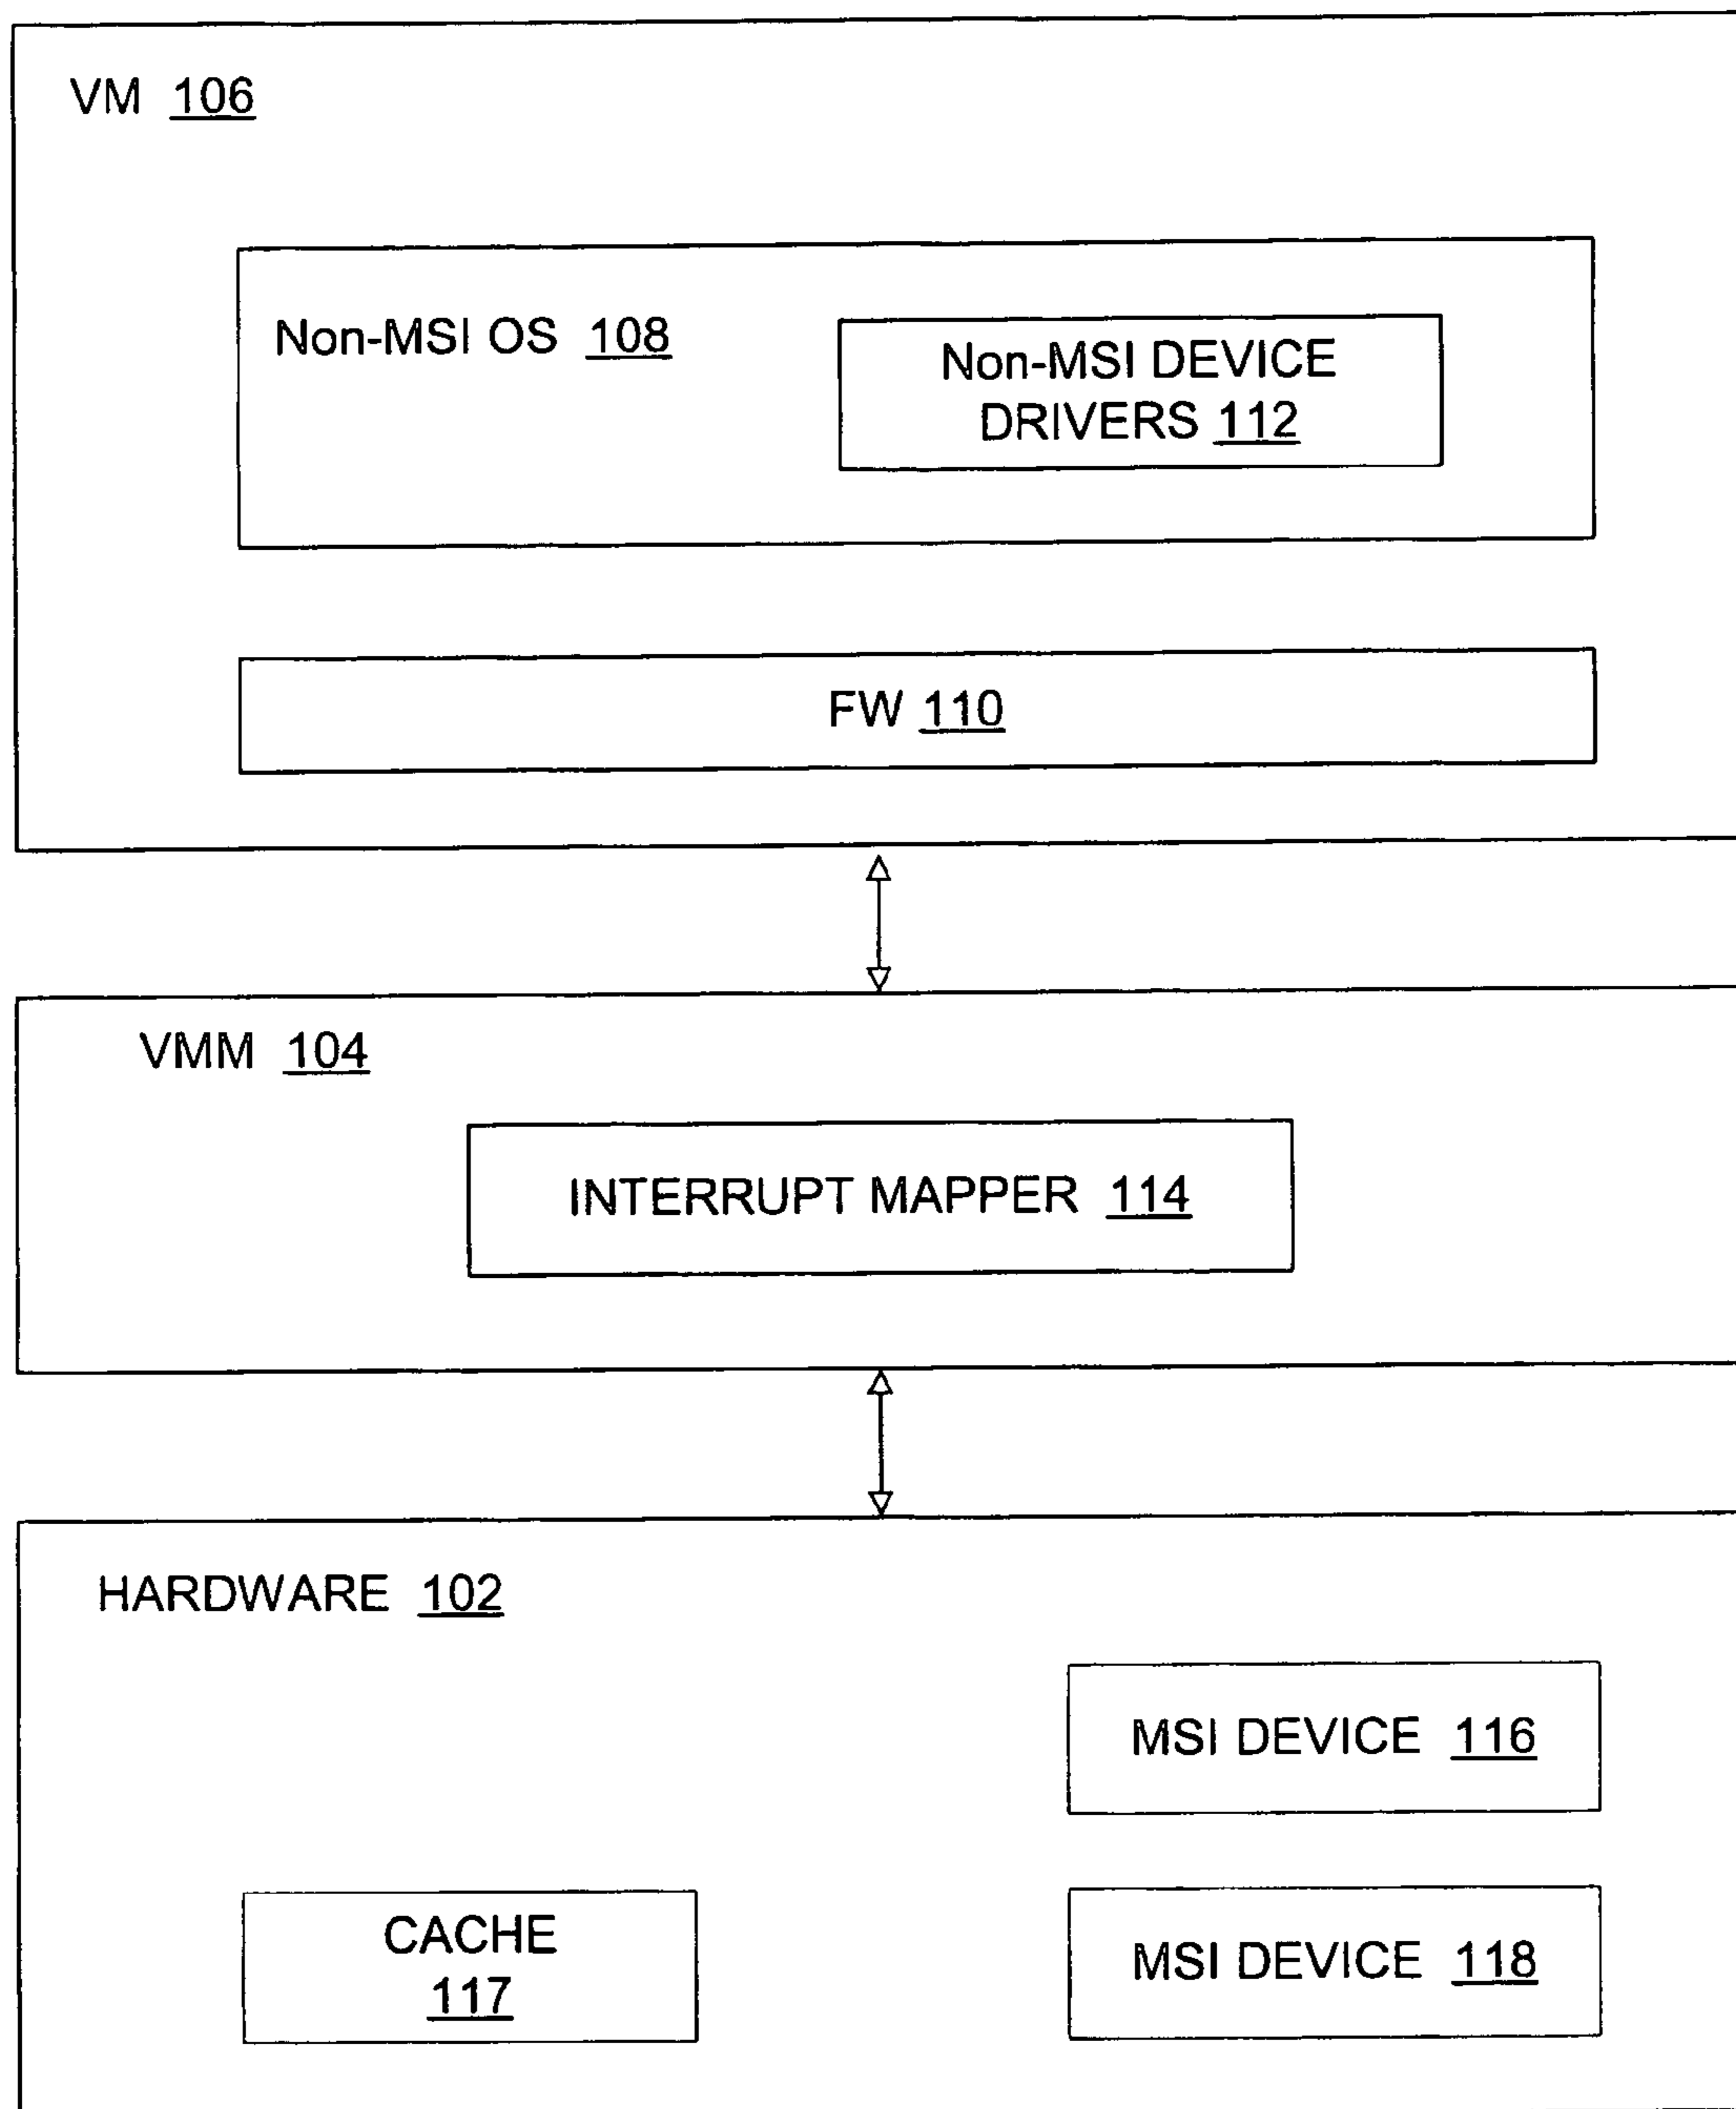 VM 106
Non-MSI OS 108
Non-MSI DEVICE
DRIVERS 112
FW 110
VMM 104
INTERRUPT MAPPER 114
HARDWARE 102
MSI DEVICE 116
CACHE
117
MSI DEVICE 118